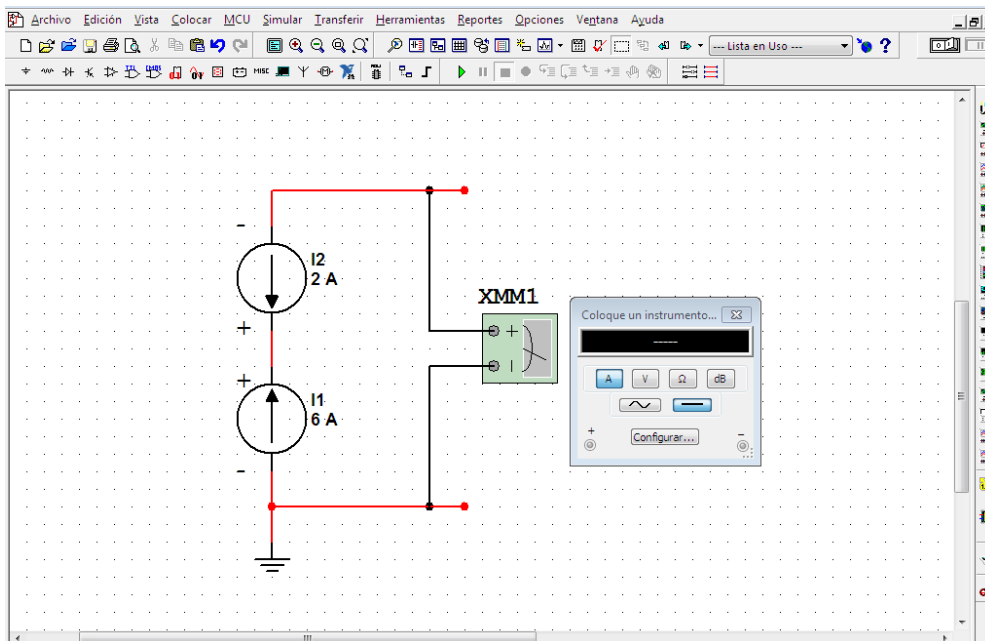 Archivo Edición Vista Colocar MCU Simular Transferir Herramientas Reportes Opciones Ventana Ayuda
--- Lista en Uso ---
MISC
-
I2
2 A
+
XMM1
+
Coloque un instrumento...
-----
+
I1
6 A
A V Ω dB
+ Configurar... -
-